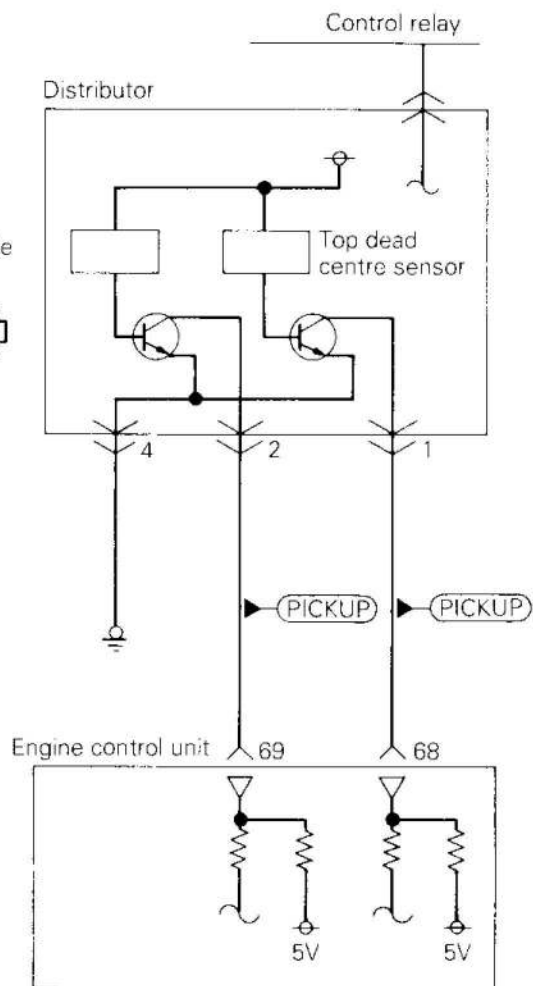 Control relay
Distributor
e
Top dead
centre sensor
4
2
1
PICKUP
PICKUP
Engine control unit
69
68
5V
5V